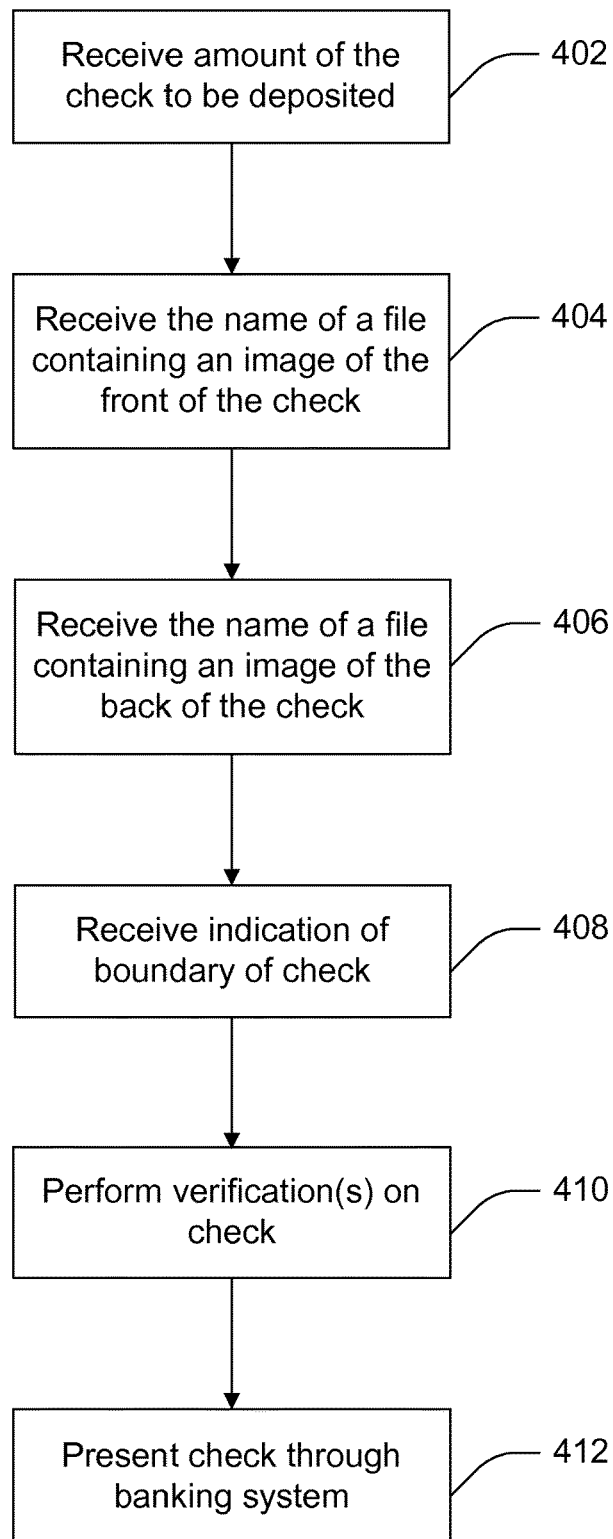 Receive amount of the
check to be deposited
402
Receive the name of a file
containing an image of the
front of the check
404
Receive the name of a file
containing an image of the
back of the check
406
Receive indication of
boundary of check
408
Perform verification(s) on
check
410
Present check through
banking system
412